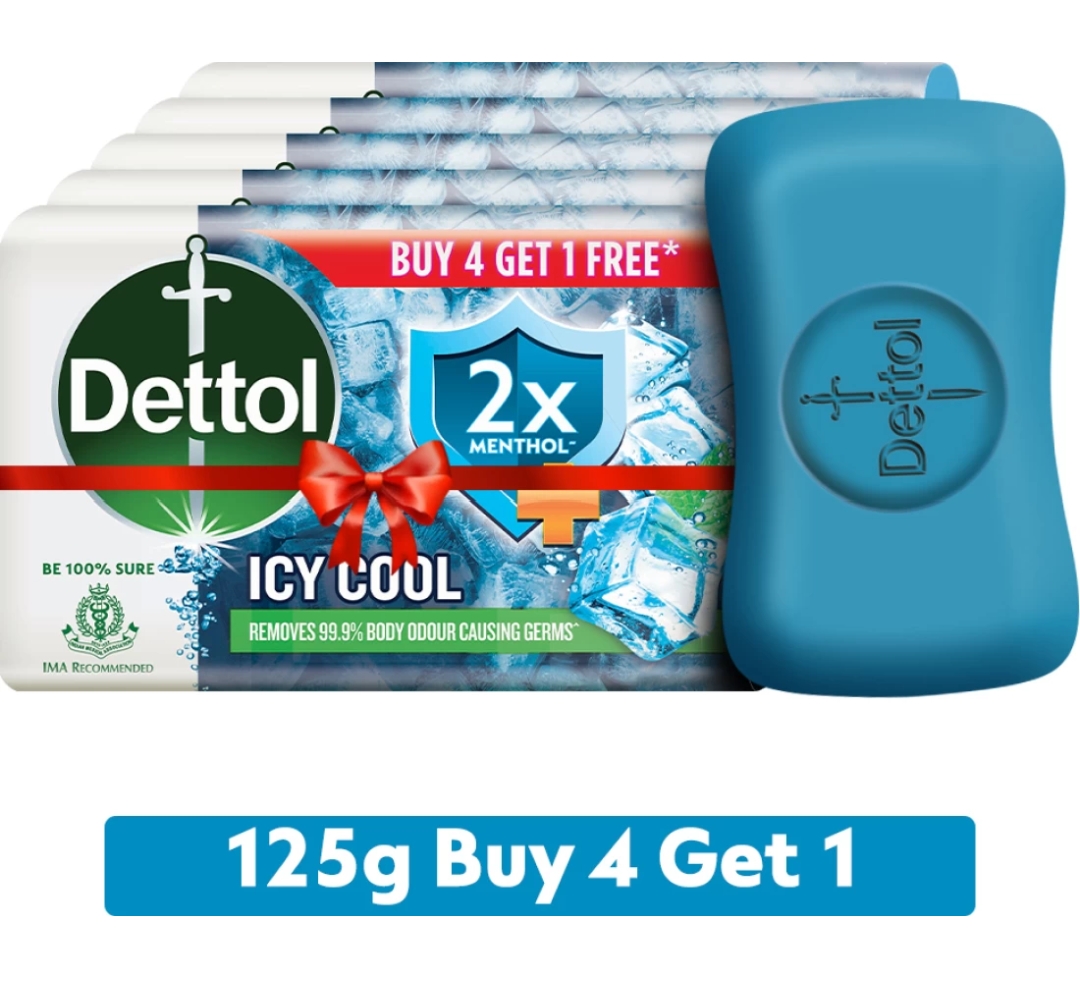 BUY 4 GET 1 FREE*
Dettol
2x
MENTHOL~
ICY COOL
BE 100% SURE
REMOVES 99.9% BODY ODOUR CAUSING GERMS^
IMA RECOMMENDED
Dettol
125g Buy 4 Get 1